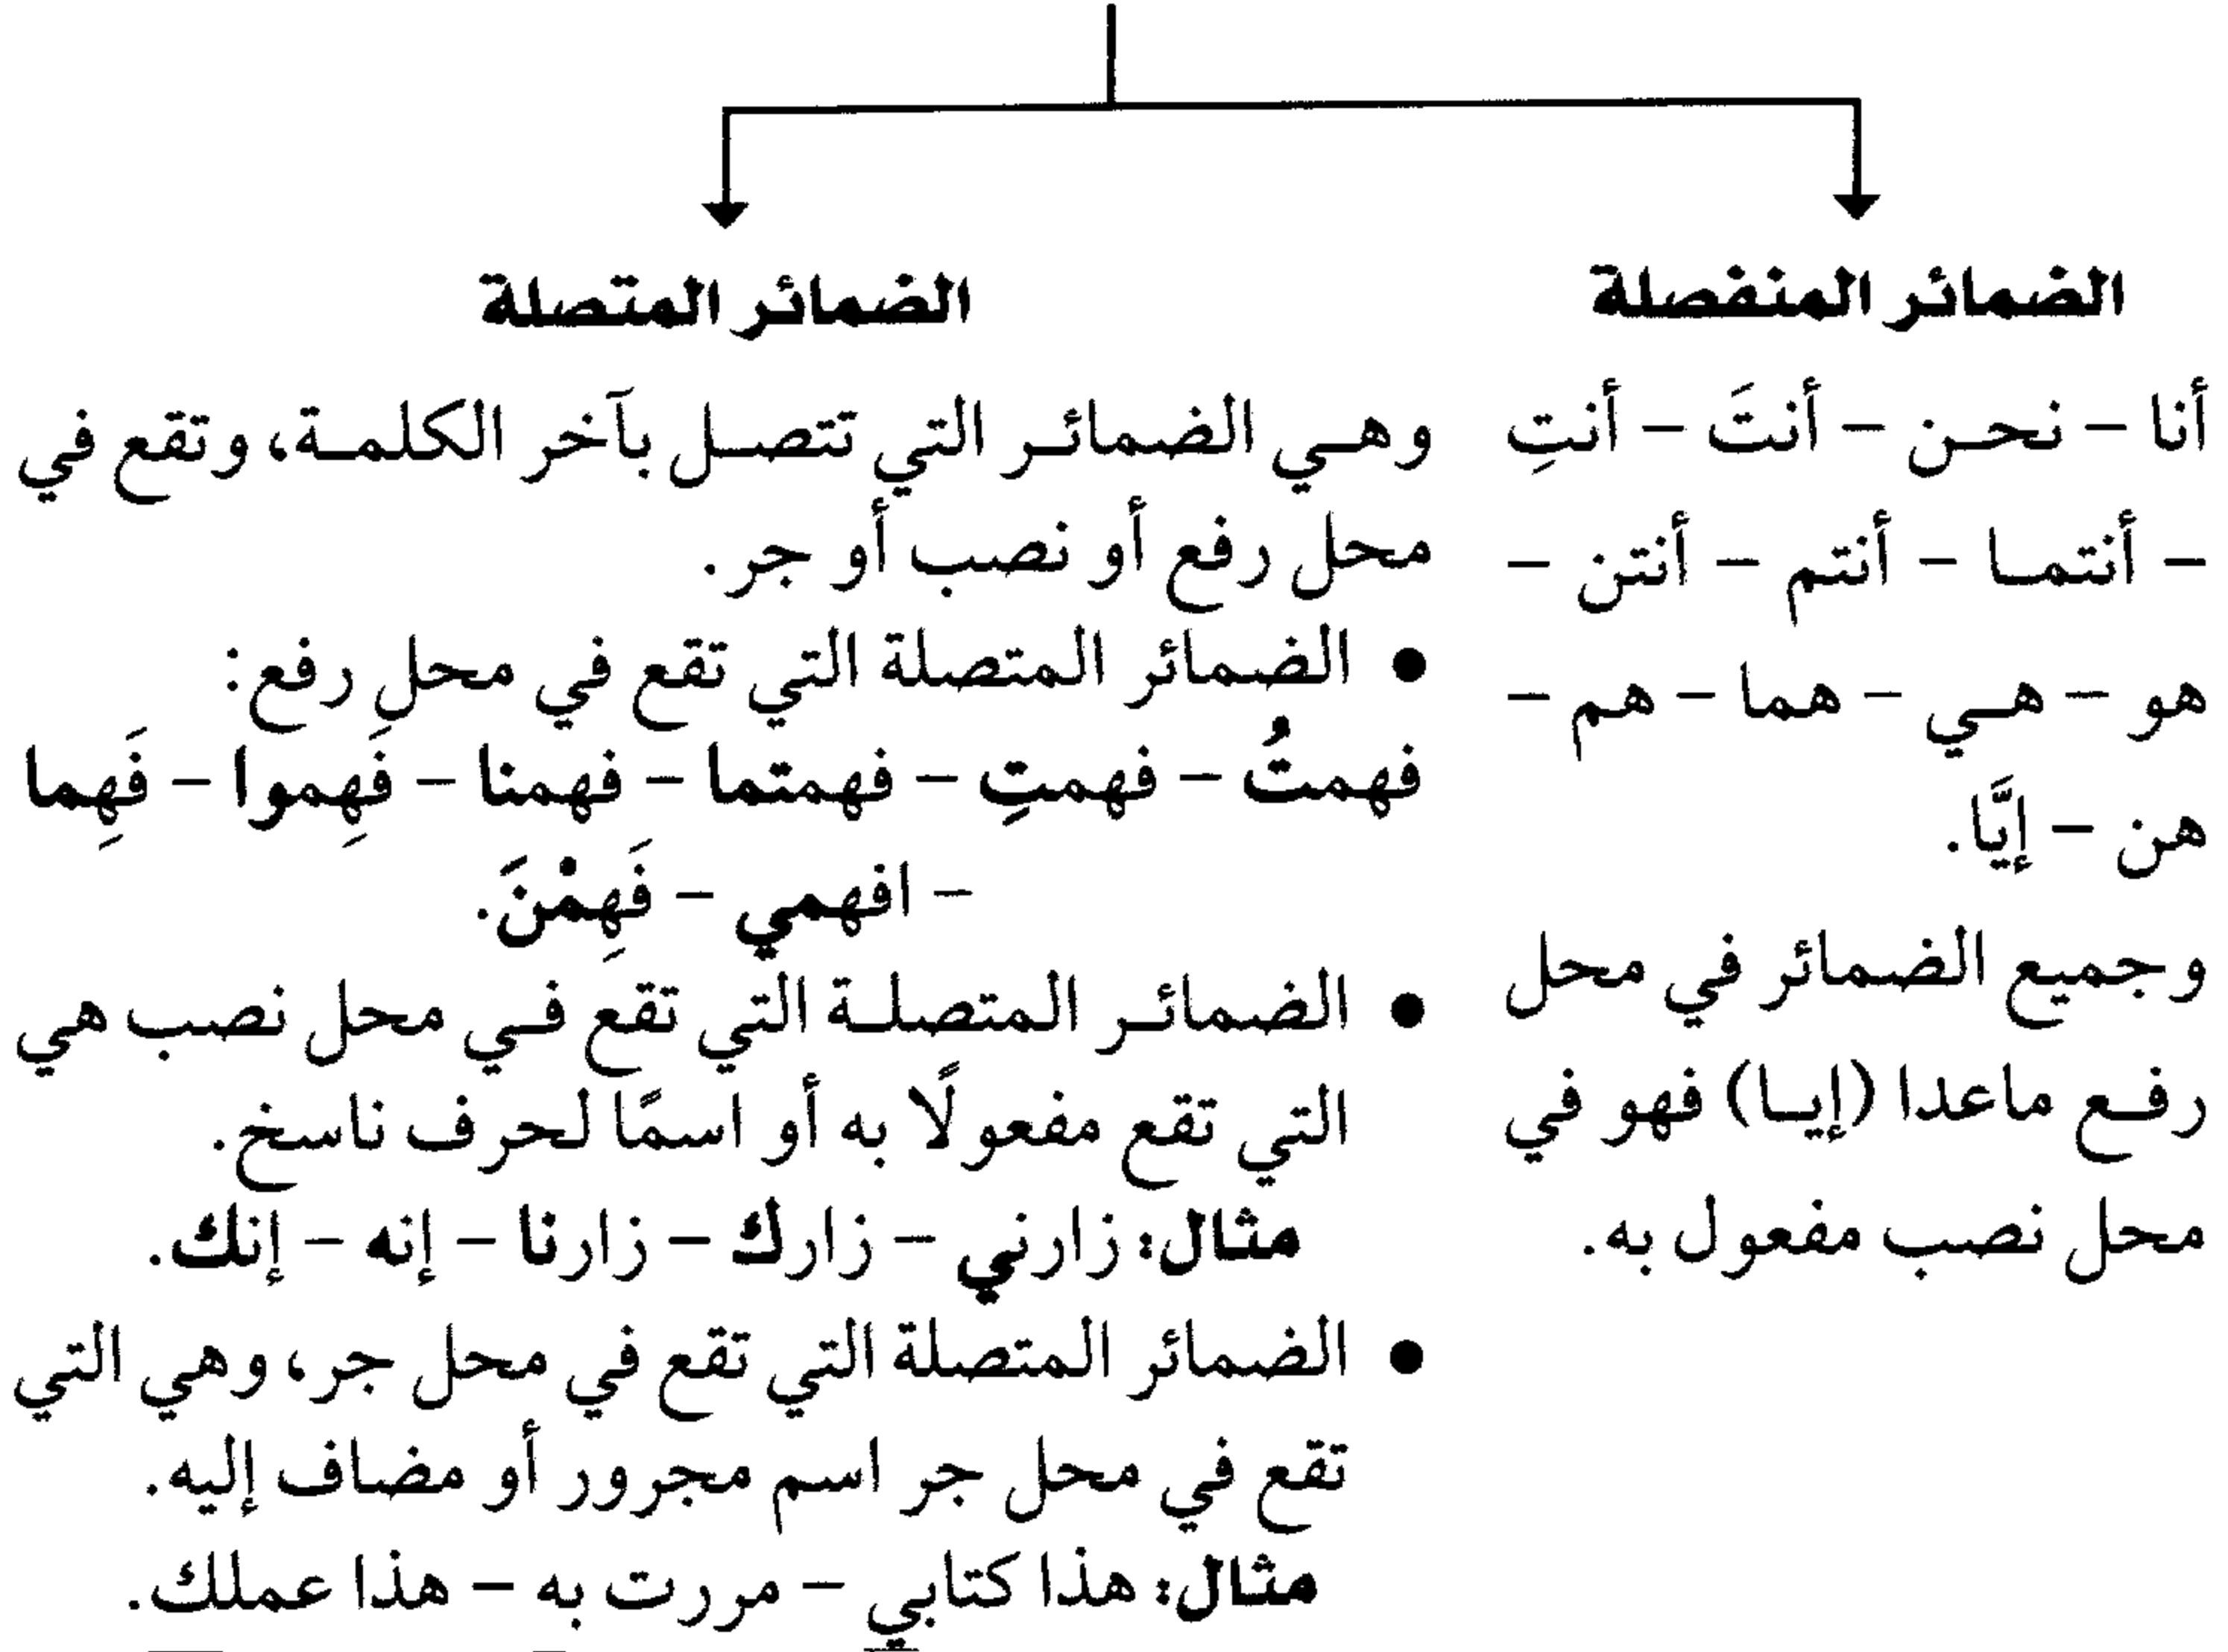 الضمائر المنفصلة
أنا – نحن – أنتَ – أنتِ
– أنتما – أنتم – أنتن –
هو – هي – هما – هم –
هن – إيَّا.
وجميع الضمائر في محل
رفع ماعدا (إيا) فهو في
محل نصب مفعول به.
الضمائر المتصلة
وهي الضمائر التي تتصل بآخر الكلمة، وتقع في
محل رفع أو نصب أو جر.
● الضمائر المتصلة التي تقع في محل رفع:
فهمتُ – فهمتِ – فهمتما – فهمنا – فَهِموا – فَهِما
– افهمي – فَهِمْنَ.
● الضمائر المتصلة التي تقع في محل نصب هي
التي تقع مفعولًا به أو اسمًا لحرف ناسخ.
مثال: زارني – زارك – زارنا – إنه – إنك.
● الضمائر المتصلة التي تقع في محل جر، وهي التي
تقع في محل جر اسم مجرور أو مضاف إليه.
مثال: هذا كتابي – مررت به – هذا عملك.